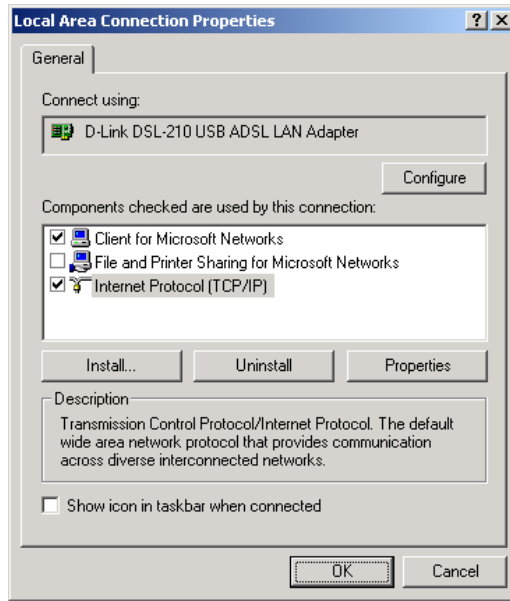 Local Area Connection Properties
General
Connect using:
D-Link DSL-210 USB ADSL LAN Adapter
Configure
Components checked are used by this connection:
Client for Microsoft Networks
File and Printer Sharing for Microsoft Networks
Internet Protocol (TCP/IP)
Install...
Uninstall
Properties
Description
Transmission Control Protocol/Internet Protocol. The default
wide area network protocol that provides communication
across diverse interconnected networks.
Show icon in taskbar when connected
OK
Cancel